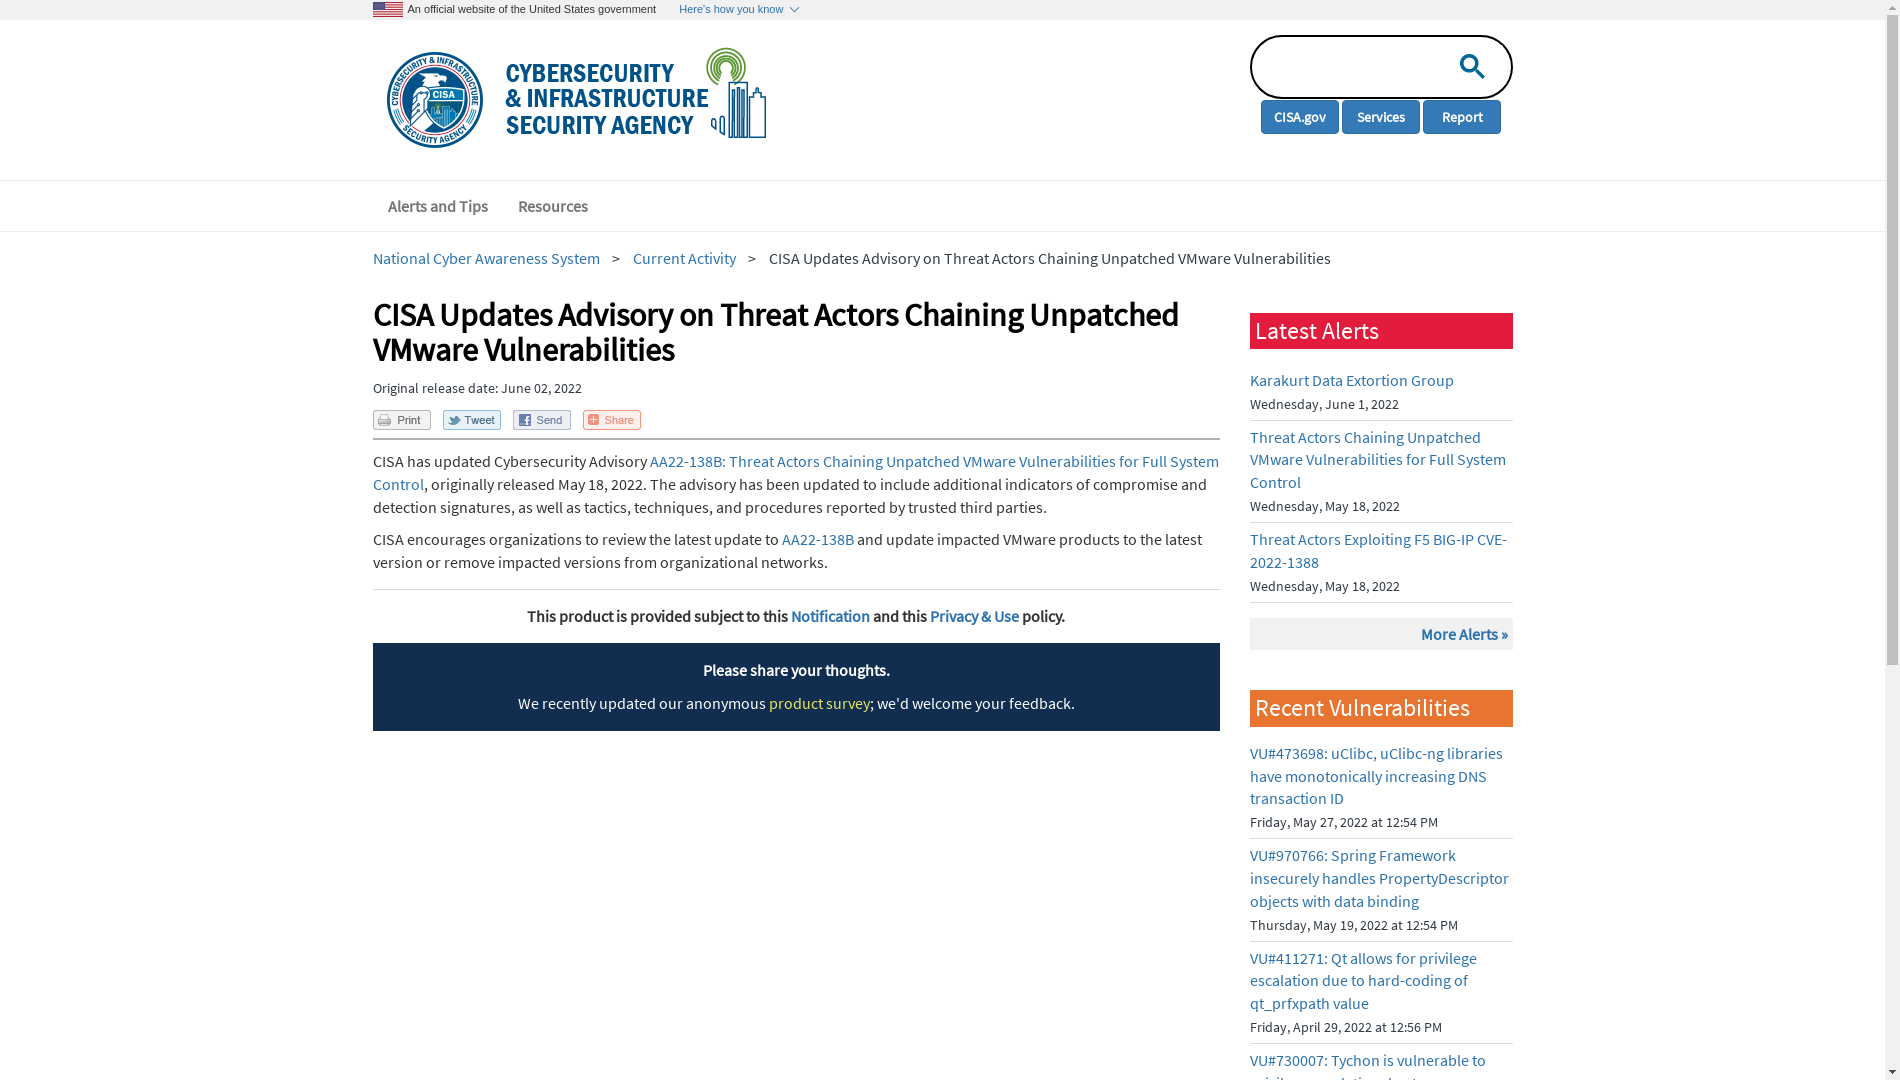 An official website of the United States government Here's how you know
CYBERSECURITY
& INFRASTRUCTURE
SECURITY AGENCY
CYBERSECURITY & INFRASTRUCTURE
CISA
SECURITY AGENCY
CISA.gov Services Report
Alerts and Tips Resources
National Cyber Awareness System > Current Activity > CISA Updates Advisory on Threat Actors Chaining Unpatched VMware Vulnerabilities
CISA Updates Advisory on Threat Actors Chaining Unpatched
VMware Vulnerabilities
Original release date: June 02, 2022
Print Tweet Send Share
CISA has updated Cybersecurity Advisory AA22-138B: Threat Actors Chaining Unpatched VMware Vulnerabilities for Full System
Control, originally released May 18, 2022. The advisory has been updated to include additional indicators of compromise and
detection signatures, as well as tactics, techniques, and procedures reported by trusted third parties.
CISA encourages organizations to review the latest update to AA22-138B and update impacted VMware products to the latest
version or remove impacted versions from organizational networks.
This product is provided subject to this Notification and this Privacy & Use policy.
Please share your thoughts.
We recently updated our anonymous product survey; we'd welcome your feedback.
Latest Alerts
Karakurt Data Extortion Group
Wednesday, June 1, 2022
Threat Actors Chaining Unpatched
VMware Vulnerabilities for Full System
Control
Wednesday, May 18, 2022
Threat Actors Exploiting F5 BIG-IP CVE-
2022-1388
Wednesday, May 18, 2022
More Alerts »
Recent Vulnerabilities
VU#473698: uClibc, uClibc-ng libraries
have monotonically increasing DNS
transaction ID
Friday, May 27, 2022 at 12:54 PM
VU#970766: Spring Framework
insecurely handles PropertyDescriptor
objects with data binding
Thursday, May 19, 2022 at 12:54 PM
VU#411271: Qt allows for privilege
escalation due to hard-coding of
qt_prfxpath value
Friday, April 29, 2022 at 12:56 PM
VU#730007: Tychon is vulnerable to